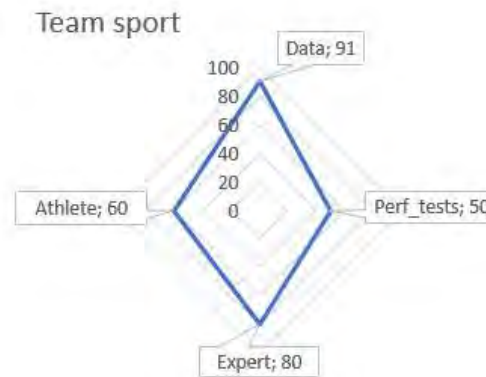 Team sport
Data; 91
100
80
60
40
20
0
Athlete; 60
Perf_tests; 50
Expert; 80